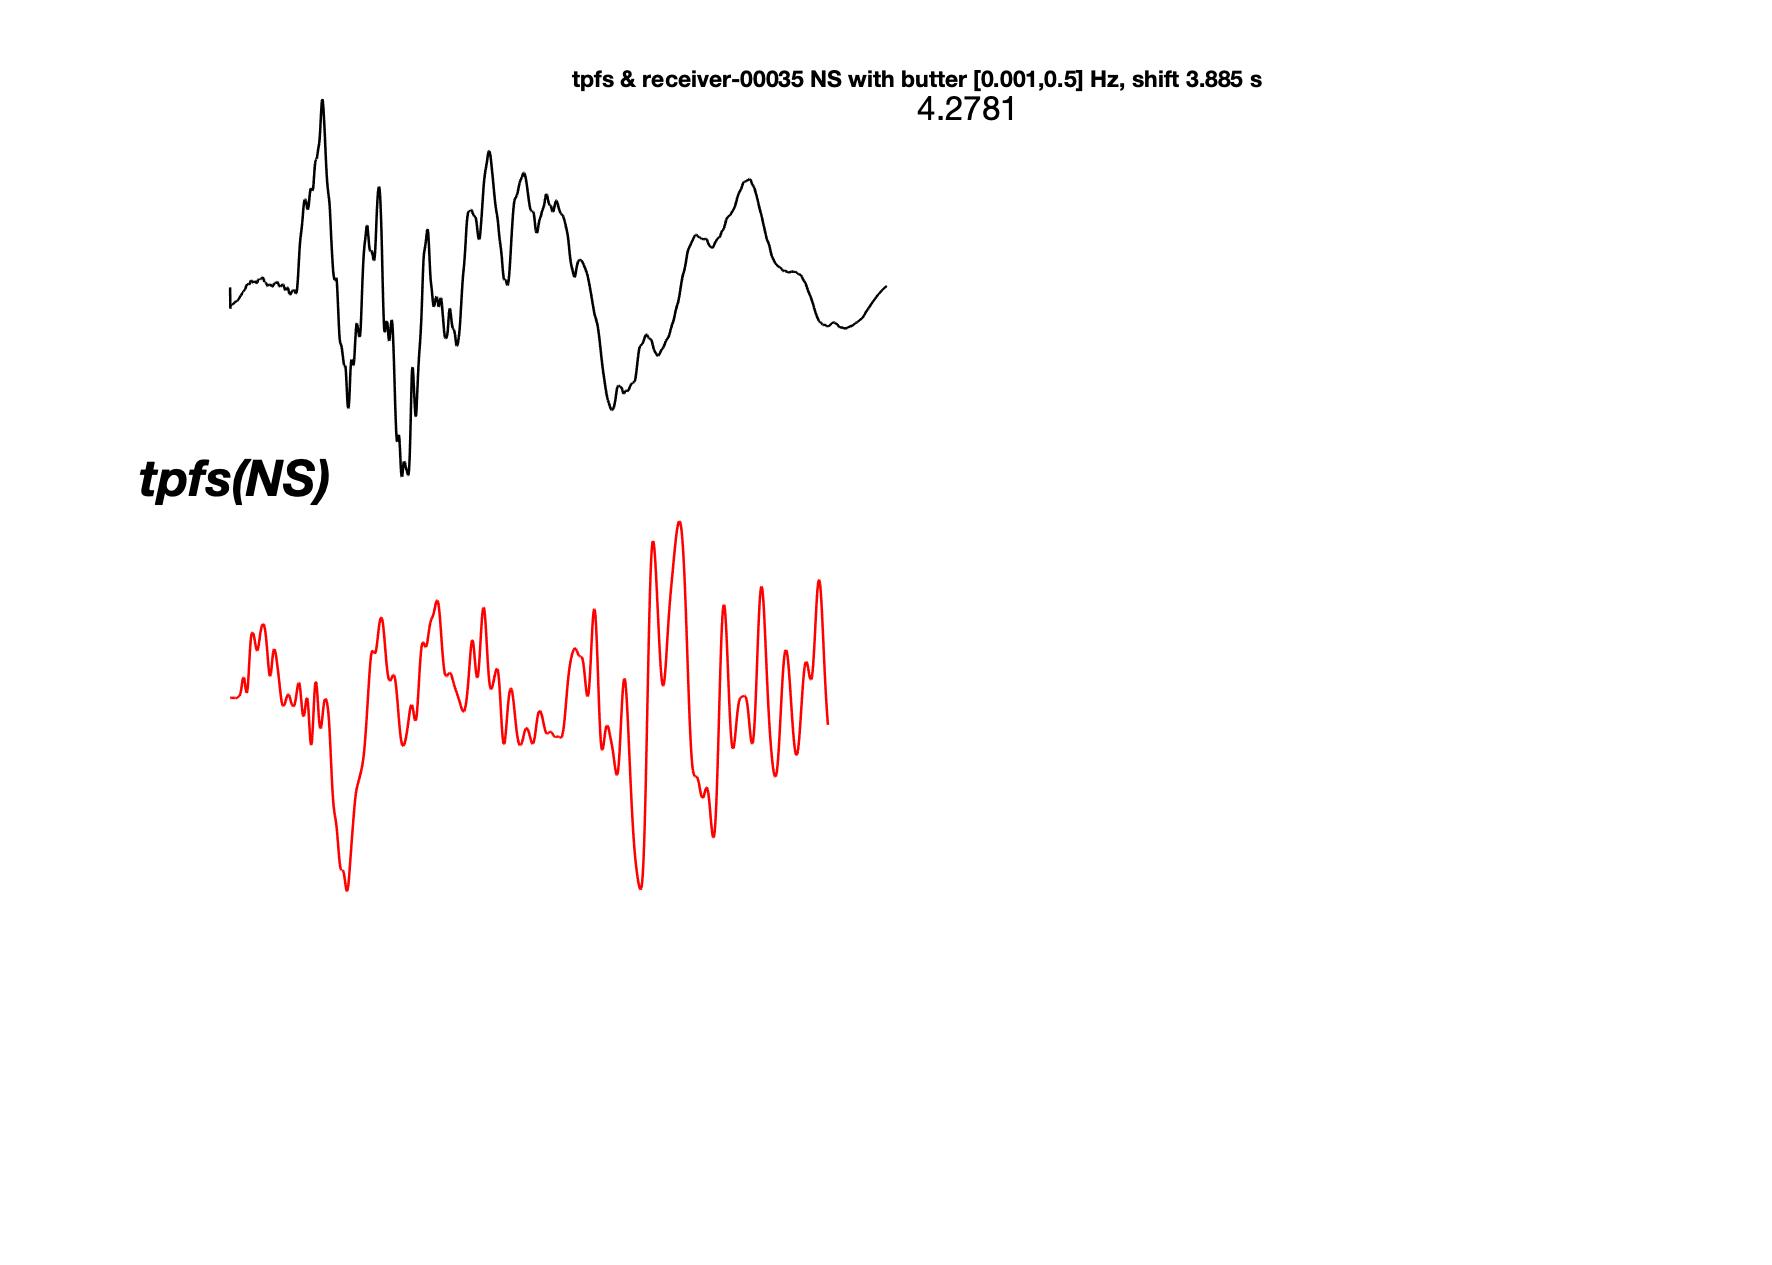 tpfs & receiver-00035 NS with butter [0.001,0.5] Hz, shift 3.885 s
4.2781
tpfs(NS)